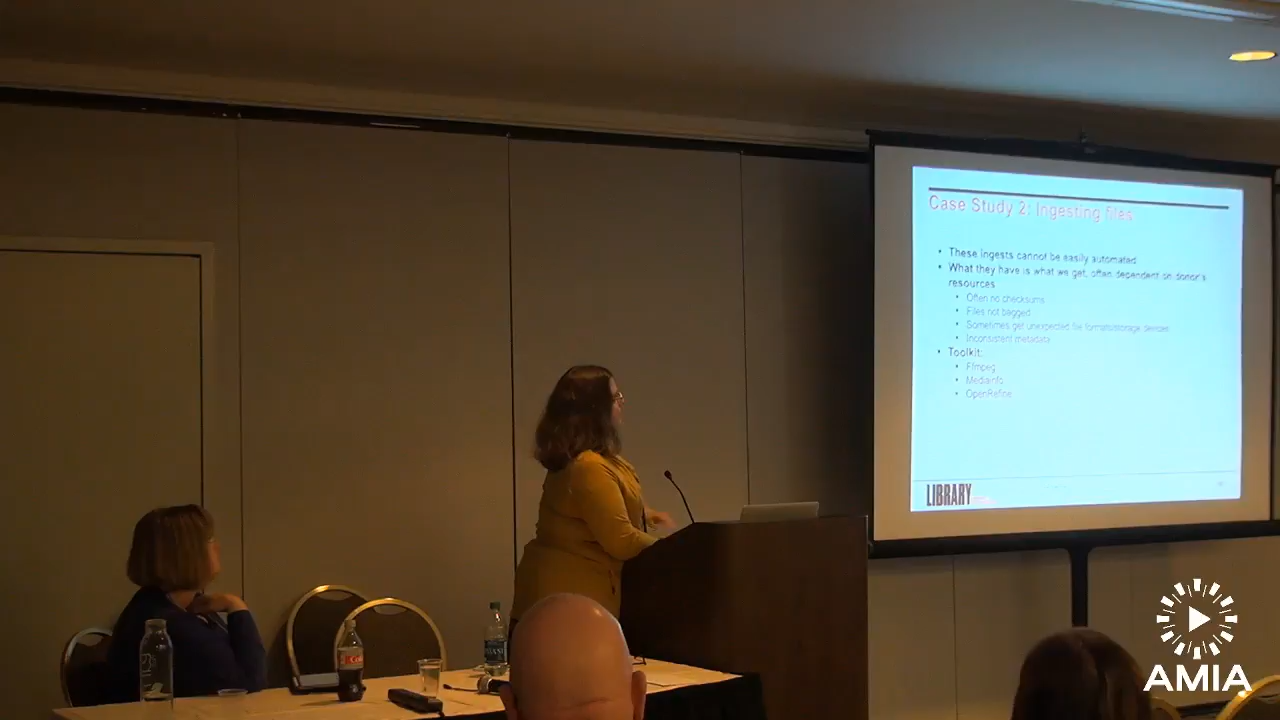 Case Study 2: Ingesting files
• These ingests cannot be easily automated
• What they have is what we get, often dependent on donor's
resources
• Often no checksums
• Files not bagged
• Sometimes get unexpected file formats/storage devices
• Inconsistent metadata
• Toolkit:
• Ffmpeg
• MediaInfo
• OpenRefine
LIBRARY
AMIA